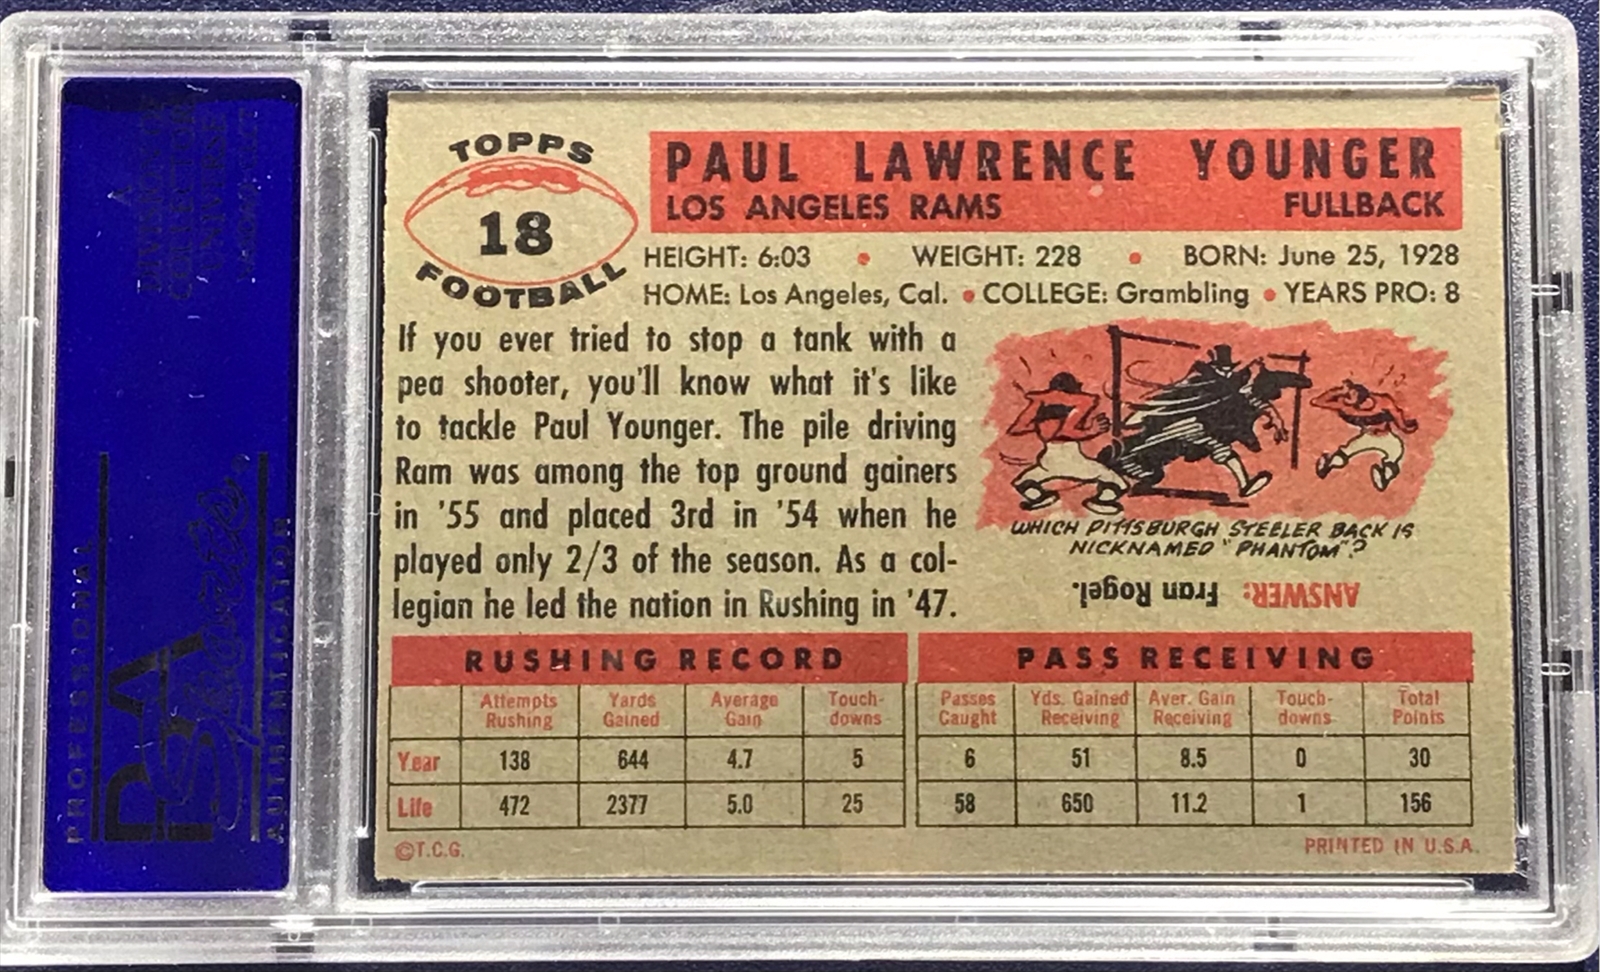 A
DIVISION OF
COLLECTORS
UNIVERSE
PROFESSIONAL
PSA
Sports
AUTHENTICATOR
TOPPS
18
FOOTBALL
PAUL LAWRENCE YOUNGER
LOS ANGELES RAMS FULLBACK
HEIGHT: 6:03 • WEIGHT: 228 • BORN: June 25, 1928
HOME: Los Angeles, Cal. • COLLEGE: Grambling • YEARS PRO: 8
If you ever tried to stop a tank with a
pea shooter, you'll know what it's like
to tackle Paul Younger. The pile driving
Ram was among the top ground gainers
in '55 and placed 3rd in '54 when he
played only 2/3 of the season. As a col-
legian he led the nation in Rushing in '47.
WHICH PITTSBURGH STEELER BACK IS
NICKNAMED "PHANTOM"?
ANSWER: Fran Rogel.
RUSHING RECORD
Attempts Rushing Yards Gained Average Gain Touch-downs
Year 138 644 4.7 5
Life 472 2377 5.0 25
PASS RECEIVING
Passes Caught Yds. Gained Receiving Aver. Gain Receiving Touch-downs Total Points
6 51 8.5 0 30
58 650 11.2 1 156
©T.C.G. PRINTED IN U.S.A.